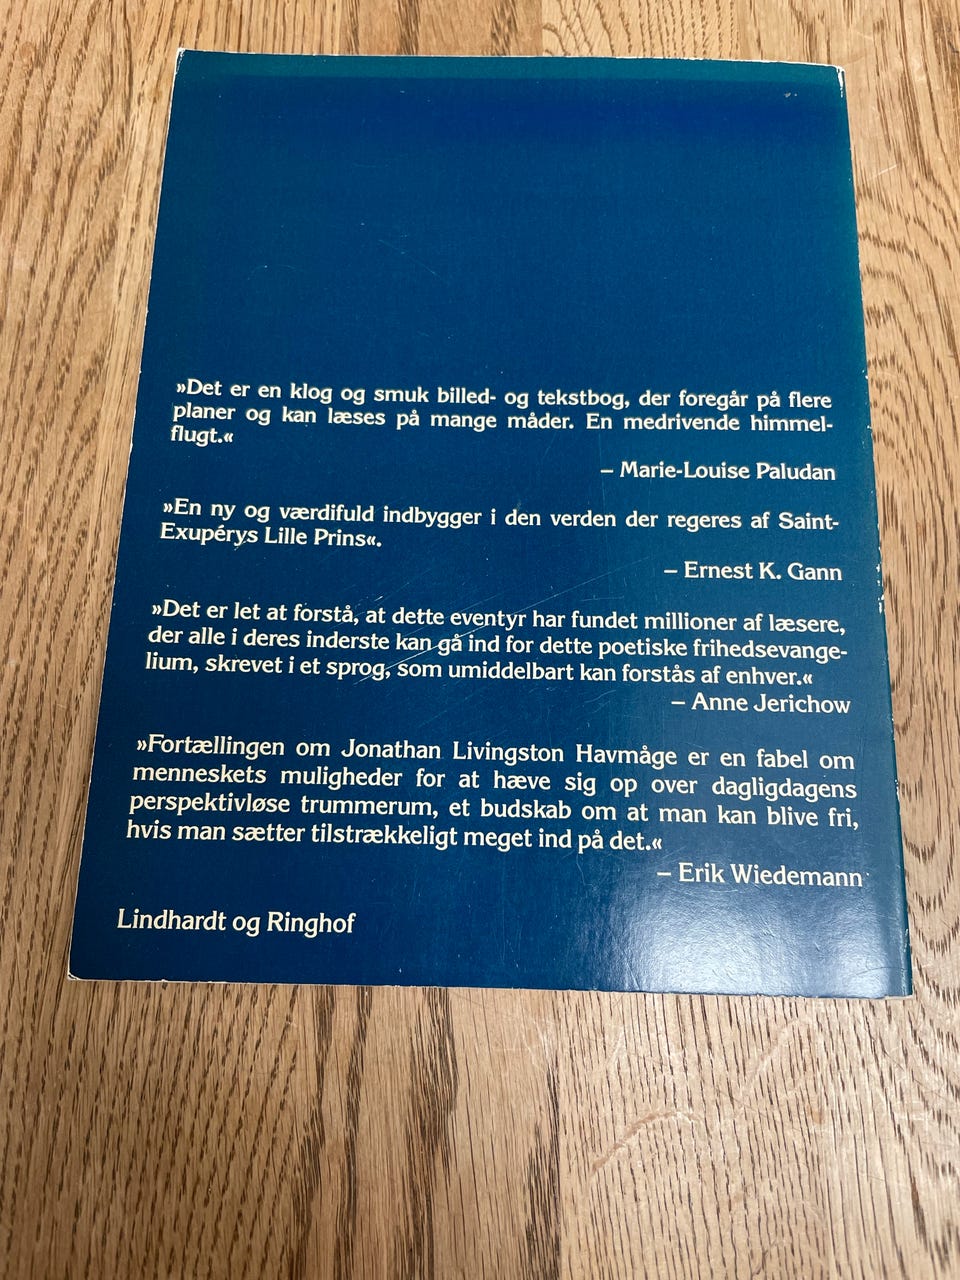 »Det er en klog og smuk billed- og tekstbog, der foregår på flere
planer og kan læses på mange måder. En medrivende himmel-
flugt.«
– Marie-Louise Paludan
»En ny og værdifuld indbygger i den verden der regeres af Saint-
Exupérys Lille Prins«.
– Ernest K. Gann
»Det er let at forstå, at dette eventyr har fundet millioner af læsere,
der alle i deres inderste kan gå ind for dette poetiske frihedsevange-
lium, skrevet i et sprog, som umiddelbart kan forstås af enhver.«
– Anne Jerichow
»Fortællingen om Jonathan Livingston Havmåge er en fabel om
menneskets muligheder for at hæve sig op over dagligdagens
perspektivløse trummerum, et budskab om at man kan blive fri,
hvis man sætter tilstrækkeligt meget ind på det.«
– Erik Wiedemann
Lindhardt og Ringhof